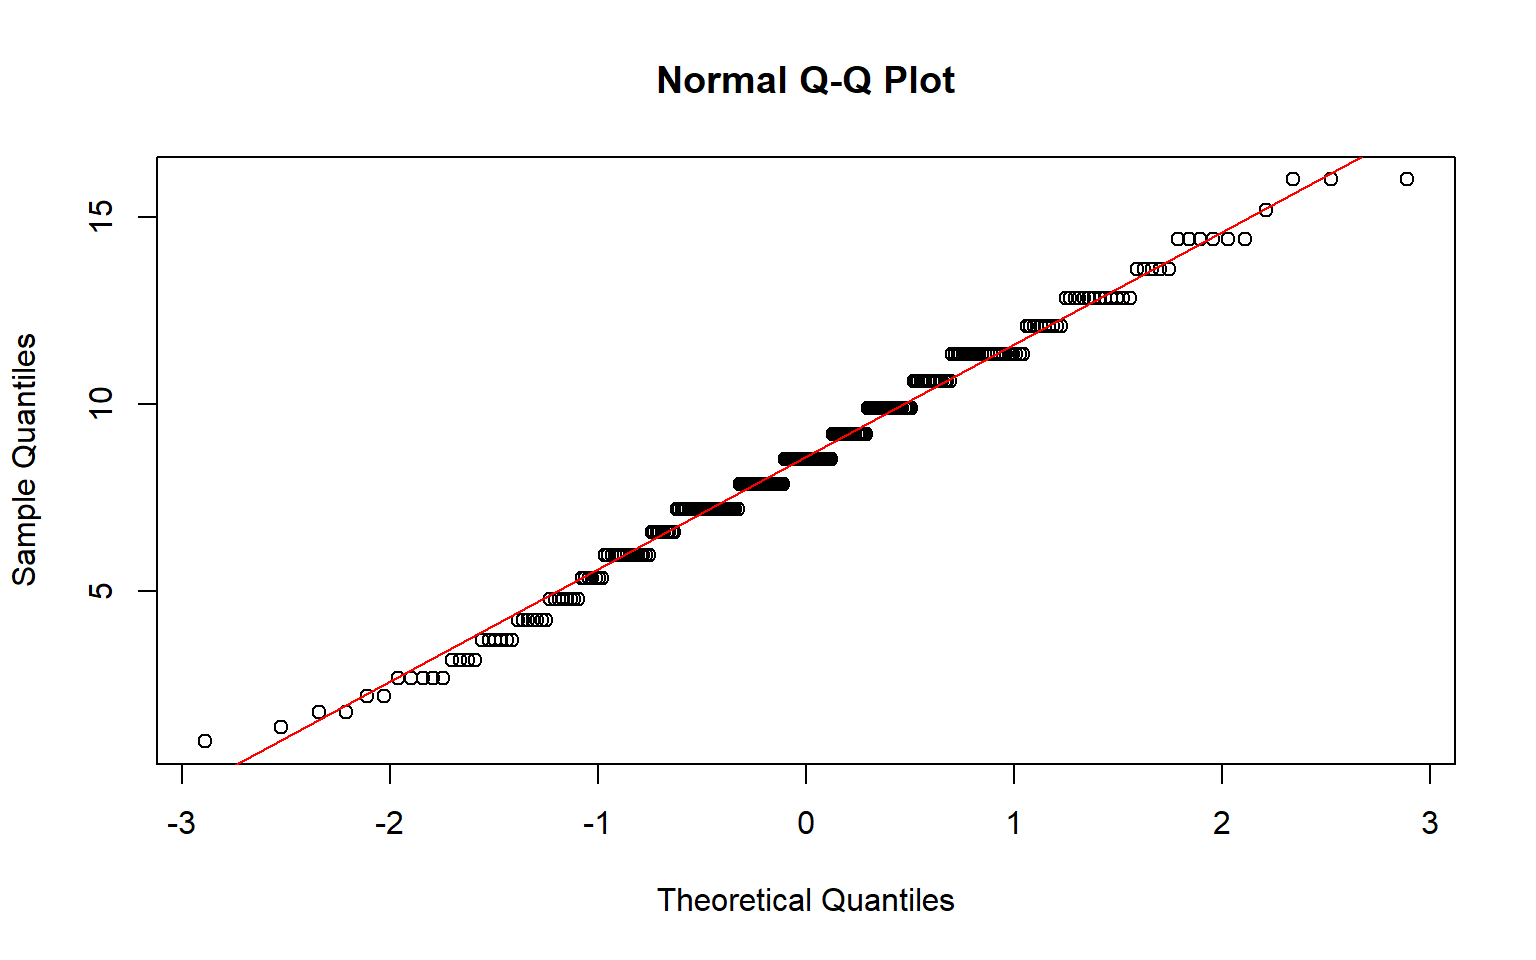 Normal Q-Q Plot
Sample Quantiles
15
10
5
-3 -2 -1 0 1 2 3
Theoretical Quantiles